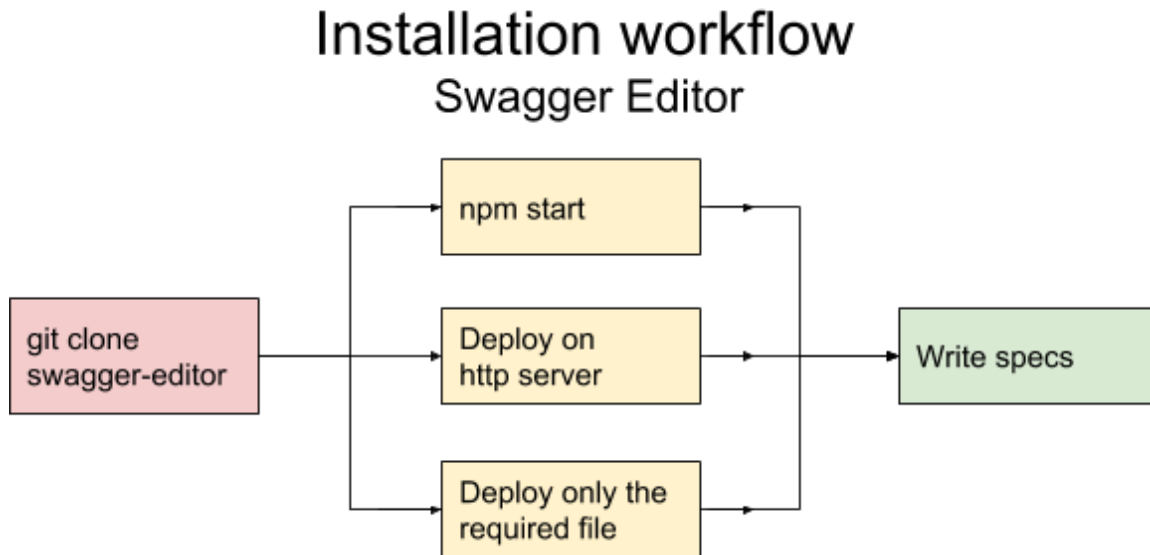 Installation workflow
Swagger Editor
npm start
git clone
swagger-editor
Deploy on
http server
Write specs
Deploy only the
required file